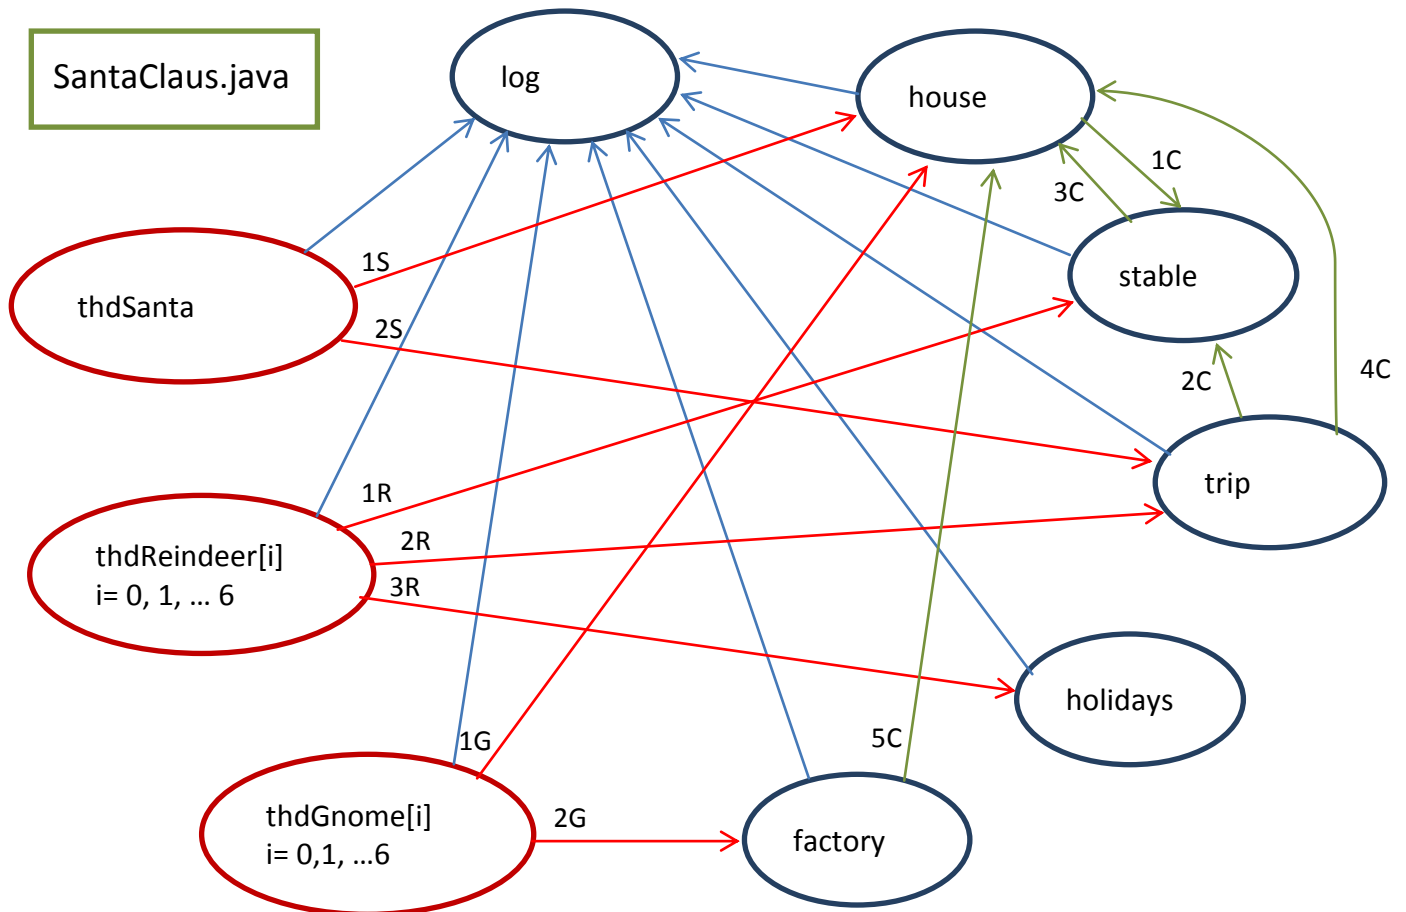 SantaClaus.java
log
house
1C
3C
thdSanta
1S
2S
stable
2C
4C
trip
1R
2R
3R
thdReindeer[i]
i= 0, 1, ... 6
holidays
1G
5C
thdGnome[i]
i= 0,1, ...6
2G
factory